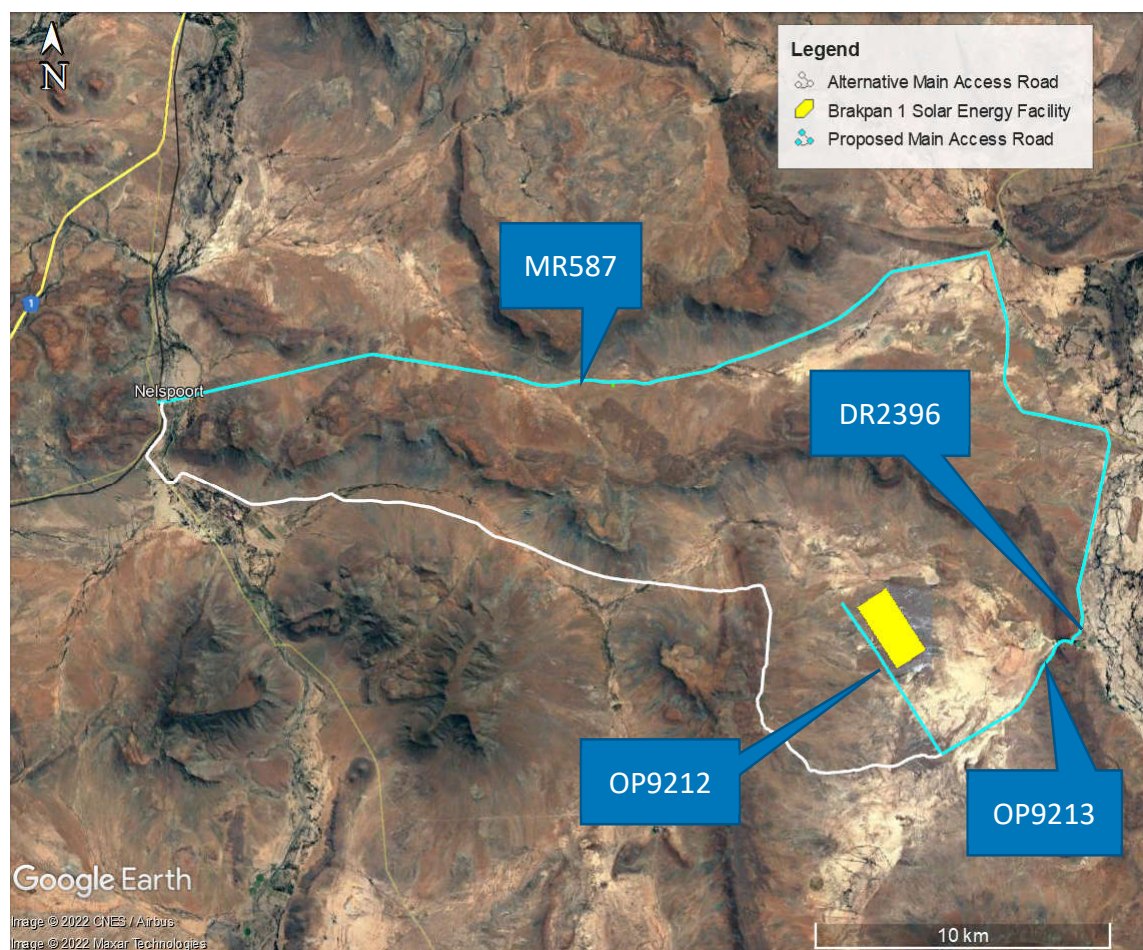 N
Legend
Alternative Main Access Road
Brakpan 1 Solar Energy Facility
Proposed Main Access Road
MR587
1
Nelspoort
DR2396
OP9212
OP9213
Google Earth
Image © 2022 CNES / Airbus
Image © 2022 Maxar Technologies
10 km